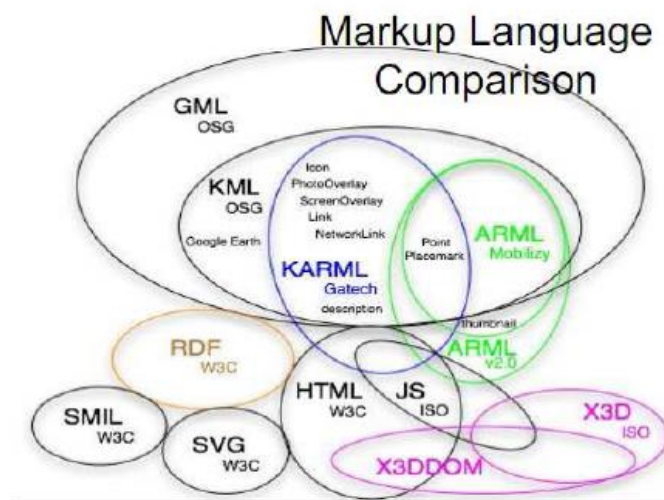 Markup Language
Comparison
GML
OSG
KML
OSG
Google Earth
Icon
PhotoOverlay
ScreenOverlay
Link
NetworkLink
KARML
Gatech
description
Point
Placemark
ARML
Mobilizy
thumbnail
ARML
v2.0
RDF
W3C
HTML
W3C
JS
ISO
SMIL
W3C
SVG
W3C
X3D
ISO
X3DDOM